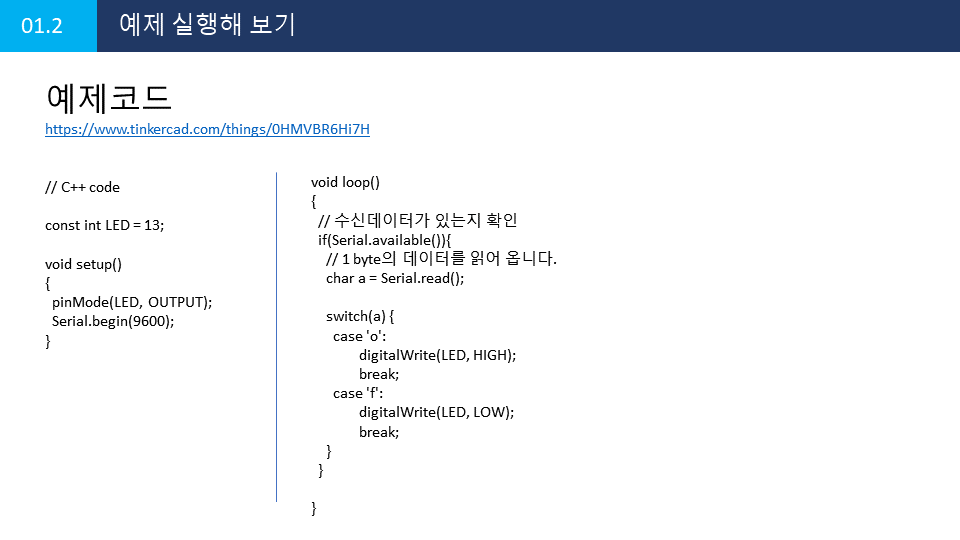 01.2
예제 실행해 보기
예제코드
https://www.tinkercad.com/things/0HMVBR6Hi7H
// C++ code
const int LED = 13;
void setup()
{
pinMode(LED, OUTPUT);
Serial.begin(9600);
}
void loop()
{
// 수신데이터가 있는지 확인
if(Serial.available()){
// 1 byte의 데이터를 읽어 옵니다.
char a = Serial.read();
switch(a) {
case 'o':
digitalWrite(LED, HIGH);
break;
case 'f':
digitalWrite(LED, LOW);
break;
}
}
}